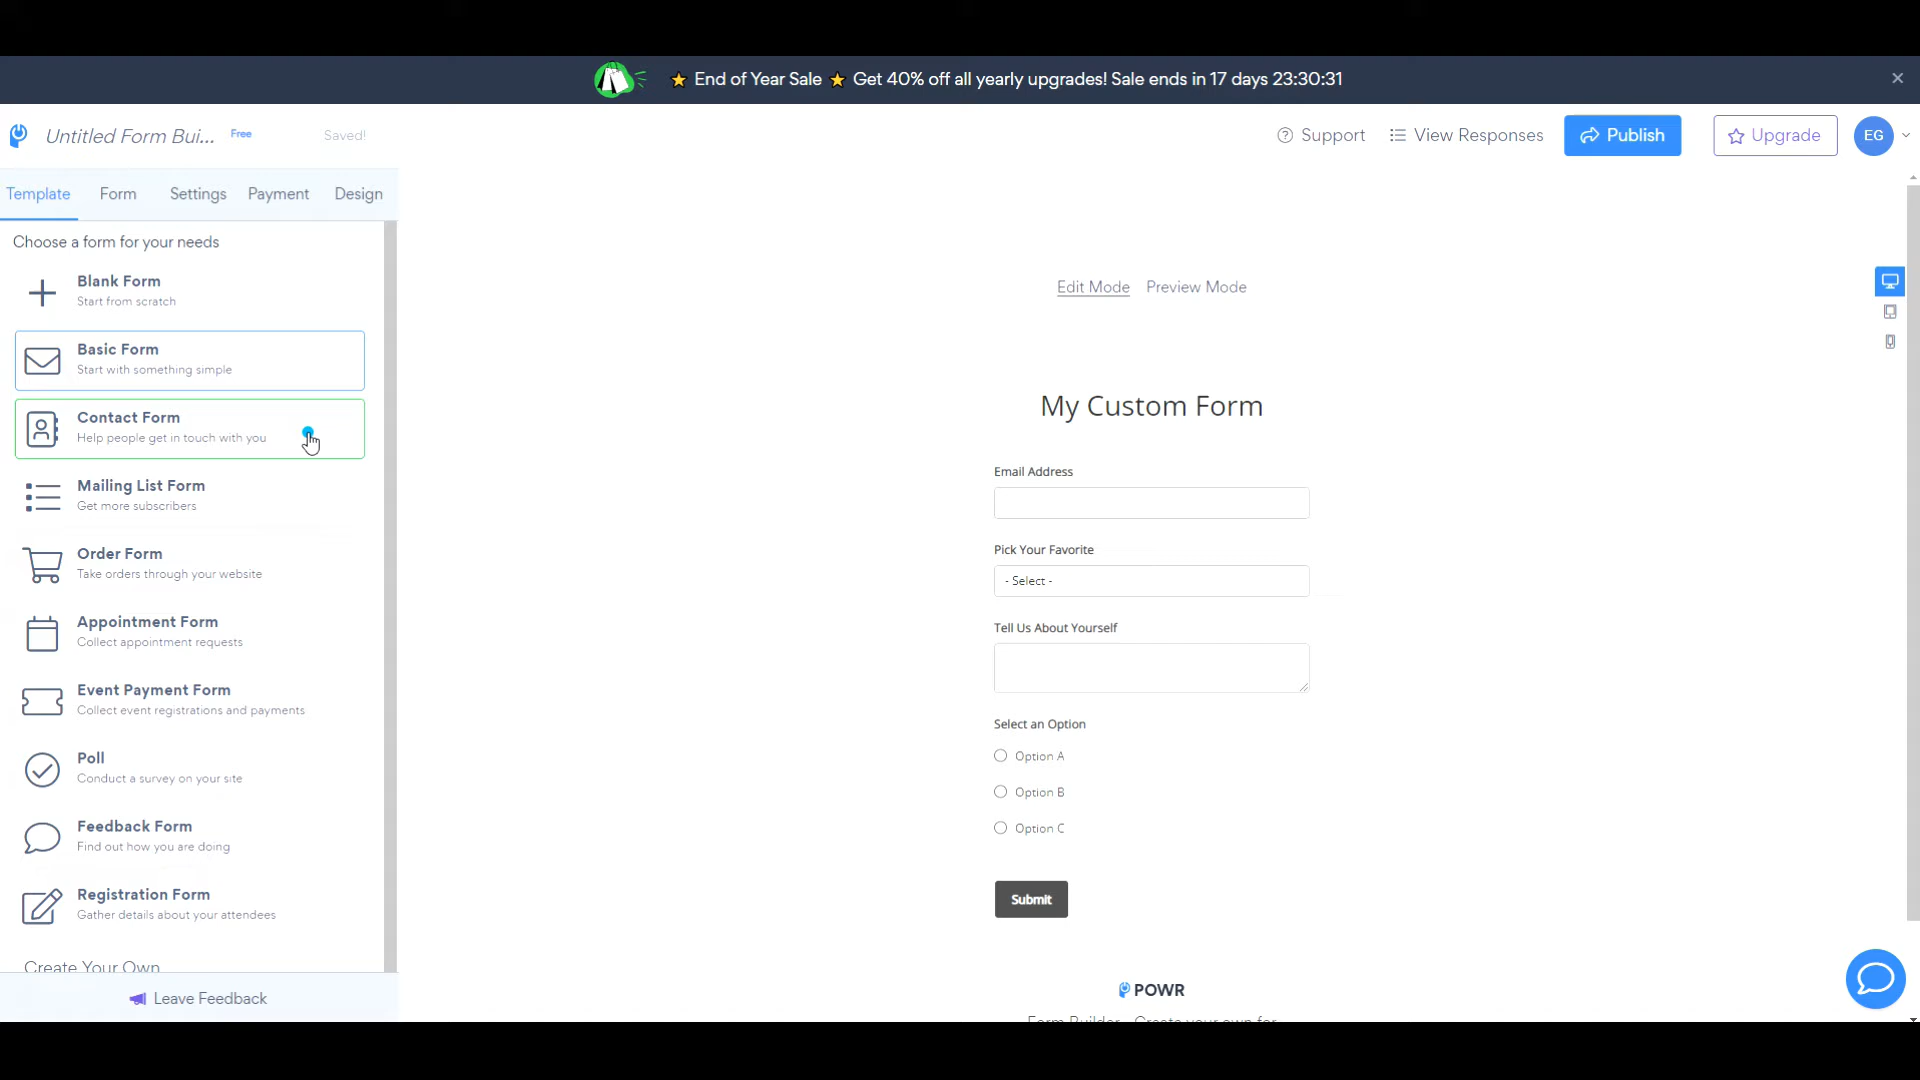 End of Year Sale Get 40% off all yearly upgrades! Sale ends in 17 days 23:30:31
Untitled Form Bui... Free Saved!
Support View Responses Publish Upgrade EG
Template Form Settings Payment Design
Choose a form for your needs
Blank Form
Start from scratch
Basic Form
Start with something simple
Contact Form
Help people get in touch with you
Mailing List Form
Get more subscribers
Order Form
Take orders through your website
Appointment Form
Collect appointment requests
Event Payment Form
Collect event registrations and payments
Poll
Conduct a survey on your site
Feedback Form
Find out how you are doing
Registration Form
Gather details about your attendees
Create Your Own
Leave Feedback
Edit Mode Preview Mode
My Custom Form
Email Address
Pick Your Favorite
- Select -
Tell Us About Yourself
Select an Option
Option A
Option B
Option C
Submit
POWR
Form Builder - Create your own for